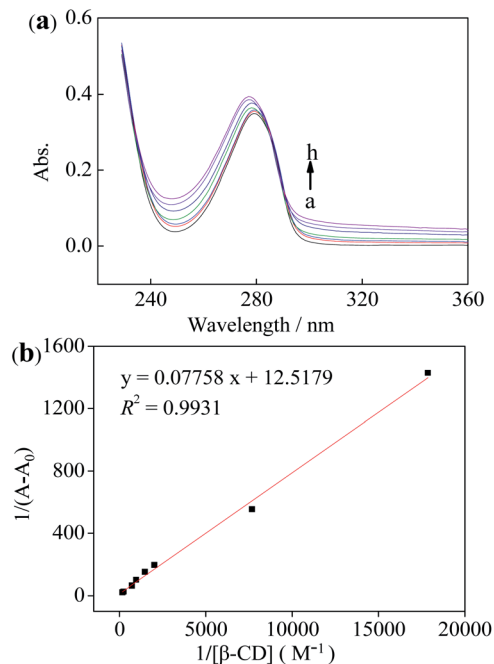 (a)
0.6
0.4
0.2
0.0
Abs.
h
a
240 280 320 360
Wavelength / nm
(b)
1600
1200
800
400
0
1/(A-A₀)
y = 0.07758 x + 12.5179
R² = 0.9931
0 5000 10000 15000 20000
1/[β-CD] ( M⁻¹)